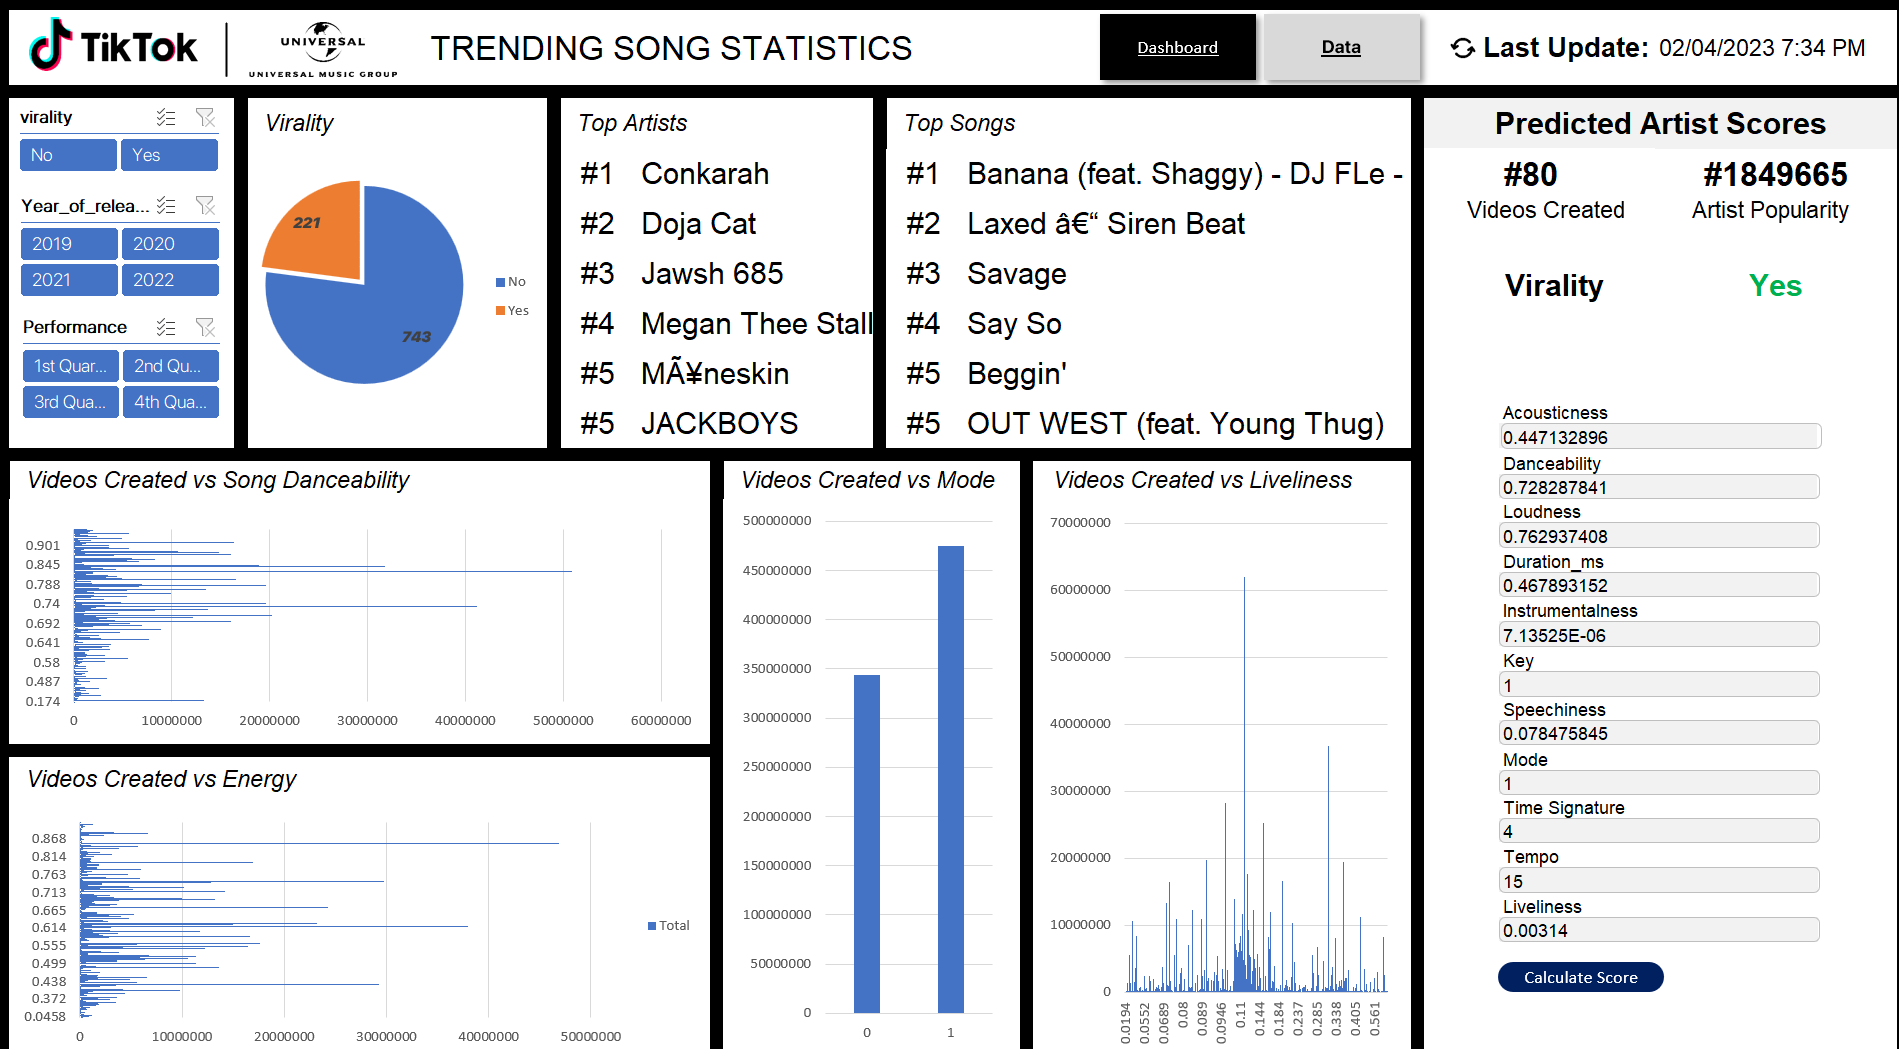 TikTok
UNIVERSAL
UNIVERSAL MUSIC GROUP
TRENDING SONG STATISTICS
Dashboard
Data
Last Update: 02/04/2023 7:34 PM
virality
No
Yes
Year_of_relea...
2019
2020
2021
2022
Performance
1st Quar...
2nd Qu...
3rd Qua...
4th Qua...
Virality
221
743
No
Yes
Top Artists
#1 Conkarah
#2 Doja Cat
#3 Jawsh 685
#4 Megan Thee Stall
#5 MÃ¥neskin
#5 JACKBOYS
Top Songs
#1 Banana (feat. Shaggy) - DJ FLe -
#2 Laxed â€“ Siren Beat
#3 Savage
#4 Say So
#5 Beggin'
#5 OUT WEST (feat. Young Thug)
Predicted Artist Scores
#80
Videos Created
#1849665
Artist Popularity
Virality Yes
Acousticness
0.447132896
Danceability
0.728287841
Loudness
0.762937408
Duration_ms
0.467893152
Instrumentalness
7.13525E-06
Key
1
Speechiness
0.078475845
Mode
1
Time Signature
4
Tempo
15
Liveliness
0.00314
Calculate Score
Videos Created vs Song Danceability
0.901
0.845
0.788
0.74
0.692
0.641
0.58
0.487
0.174
0 10000000 20000000 30000000 40000000 50000000 60000000
Videos Created vs Energy
0.868
0.814
0.763
0.713
0.665
0.614
0.555
0.499
0.438
0.372
0.0458
0 10000000 20000000 30000000 40000000 50000000
Total
Videos Created vs Mode
500000000
450000000
400000000
350000000
300000000
250000000
200000000
150000000
100000000
50000000
0
0 1
Videos Created vs Liveliness
70000000
60000000
50000000
40000000
30000000
20000000
10000000
0
0.0194 0.0552 0.0689 0.08 0.089 0.0946 0.11 0.144 0.184 0.237 0.285 0.338 0.405 0.561